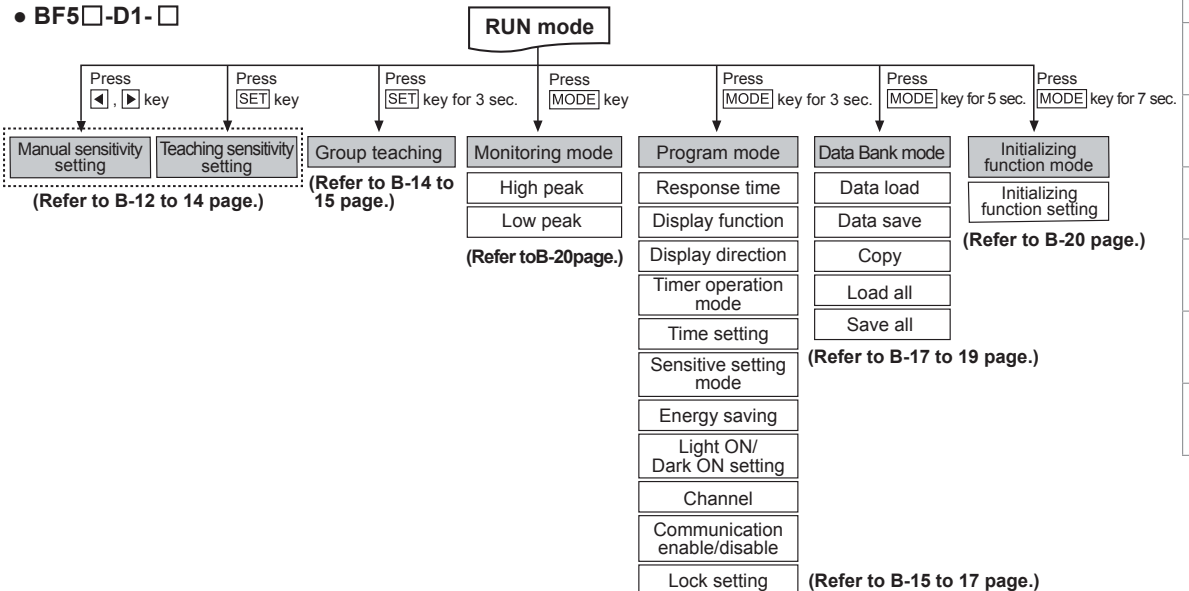 ● BF5□-D1-□
RUN mode
Press
◀ , ▶ key
Press
SET key
Press
SET key for 3 sec.
Press
MODE key
Press
MODE key for 3 sec.
Press
MODE key for 5 sec.
Press
MODE key for 7 sec.
Manual sensitivity
setting
Teaching sensitivity
setting
(Refer to B-12 to 14 page.)
Group teaching
(Refer to B-14 to
15 page.)
Monitoring mode
High peak
Low peak
(Refer toB-20page.)
Program mode
Response time
Display function
Display direction
Timer operation
mode
Time setting
Sensitive setting
mode
Energy saving
Light ON/
Dark ON setting
Channel
Communication
enable/disable
Lock setting
(Refer to B-15 to 17 page.)
Data Bank mode
Data load
Data save
Copy
Load all
Save all
(Refer to B-17 to 19 page.)
Initializing
function mode
Initializing
function setting
(Refer to B-20 page.)